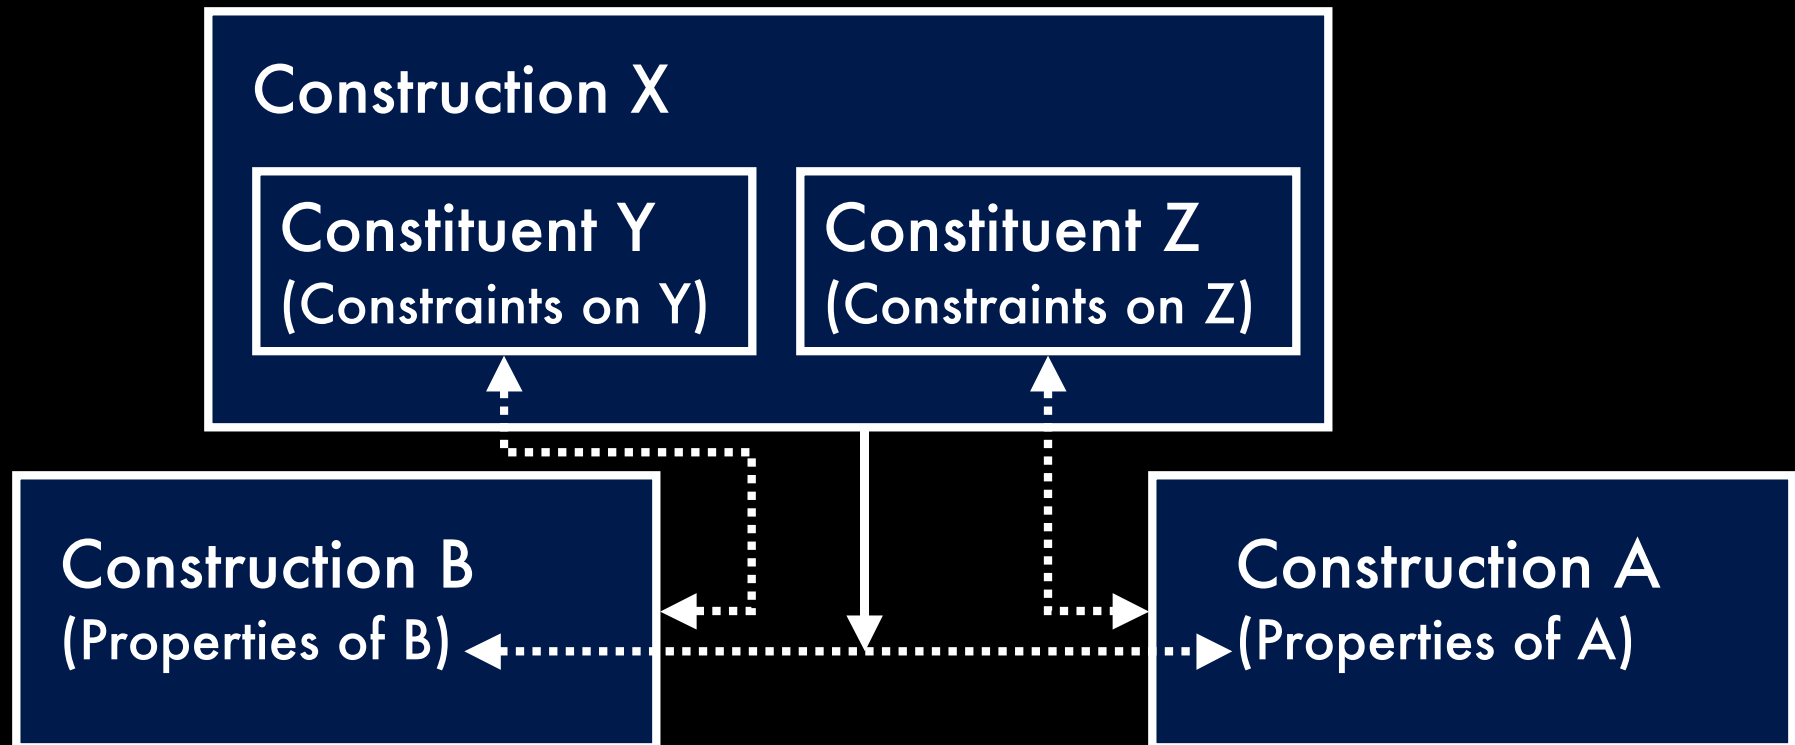 Construction X
Constituent Y
(Constraints on Y)
Constituent Z
(Constraints on Z)
Construction B
(Properties of B)
Construction A
(Properties of A)